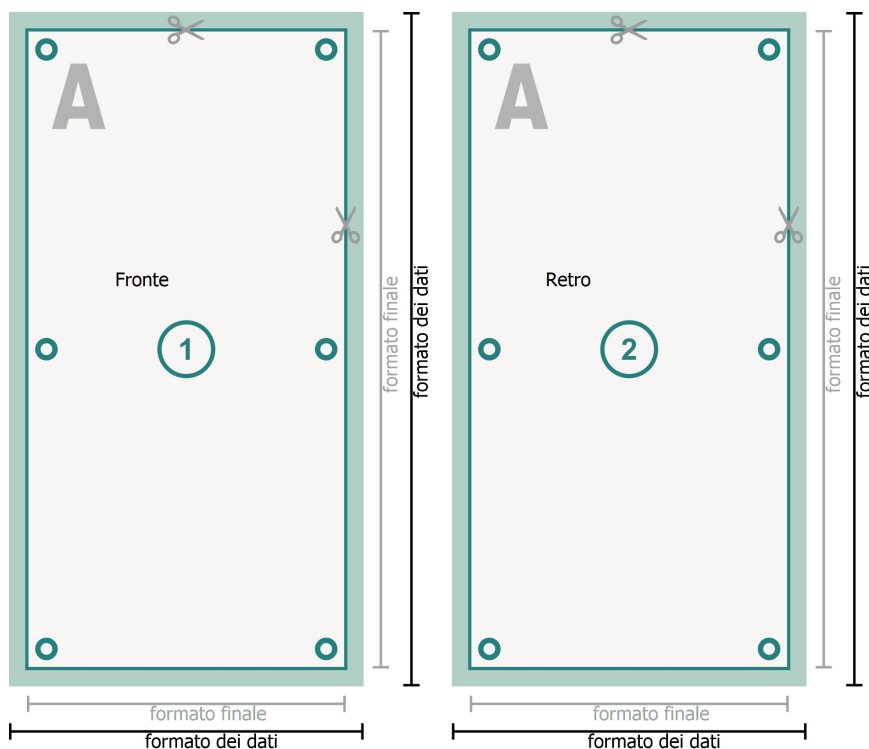 A
Fronte
1
formato finale
formato dei dati
formato finale
formato dei dati
A
Retro
2
formato finale
formato dei dati
formato finale
formato dei dati